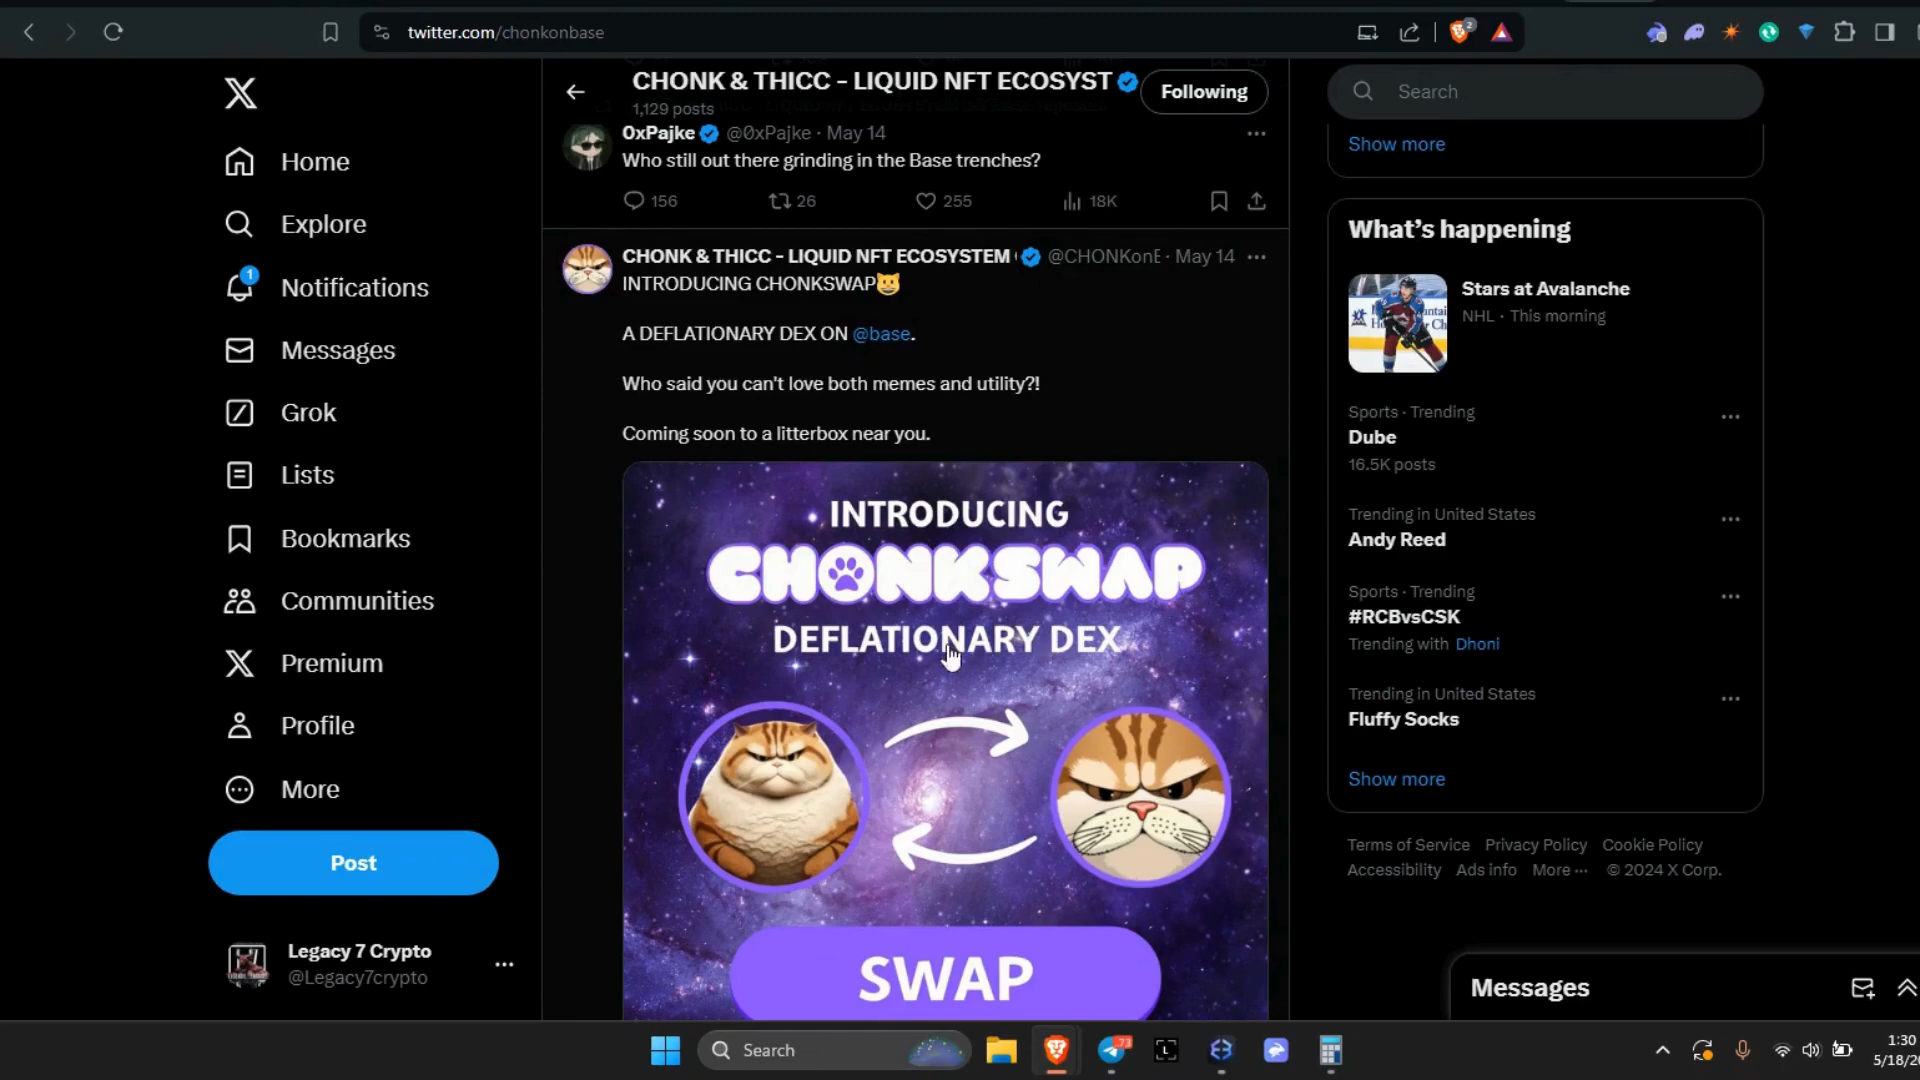 twitter.com/chonkonbase
2
Home
Explore
1
Notifications
Messages
Grok
Lists
Bookmarks
Communities
Premium
Profile
More
Post
Legacy 7 Crypto
@Legacy7crypto
CHONK & THICC - LIQUID NFT ECOSYST
1,129 posts
Following
0xPajke @0xPajke · May 14
Who still out there grinding in the Base trenches?
156 26 255 18K
CHONK & THICC - LIQUID NFT ECOSYSTEM @CHONKonE · May 14
INTRODUCING CHONKSWAP
A DEFLATIONARY DEX ON @base.
Who said you can't love both memes and utility?!
Coming soon to a litterbox near you.
INTRODUCING
CHONKSWAP
DEFLATIONARY DEX
SWAP
Search
Show more
What's happening
Stars at Avalanche
NHL · This morning
Sports · Trending
Dube
16.5K posts
Trending in United States
Andy Reed
Sports · Trending
#RCBvsCSK
Trending with Dhoni
Trending in United States
Fluffy Socks
Show more
Terms of Service Privacy Policy Cookie Policy
Accessibility Ads info More ··· © 2024 X Corp.
Messages
Search
73
L
1:30
5/18/20